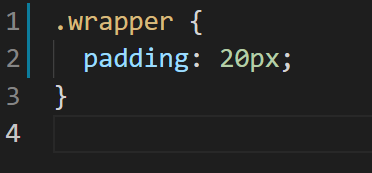 1 .wrapper {
2   padding: 20px;
3 }
4